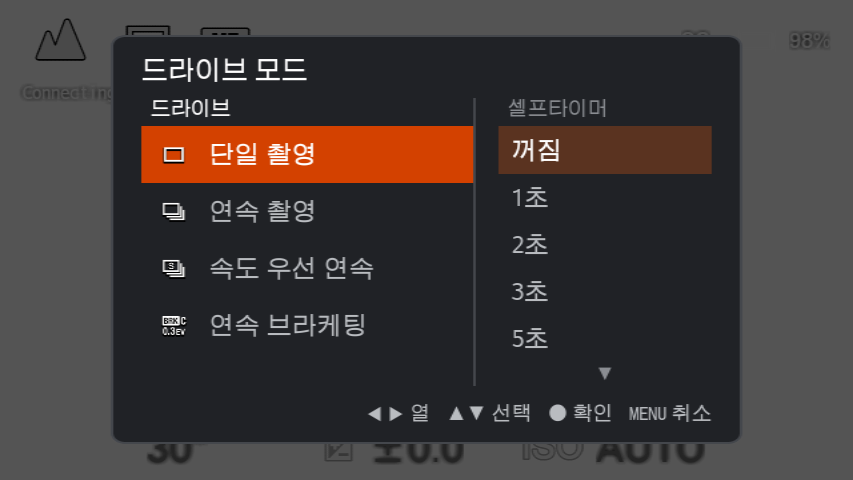 98%
드라이브 모드
드라이브
단일 촬영
연속 촬영
속도 우선 연속
BRK C
0.3EV
연속 브라케팅
셀프타이머
꺼짐
1초
2초
3초
5초
◀ ▶ 열 ▲▼ 선택 ● 확인 MENU 취소
30"
±0.0
ISO AUTO